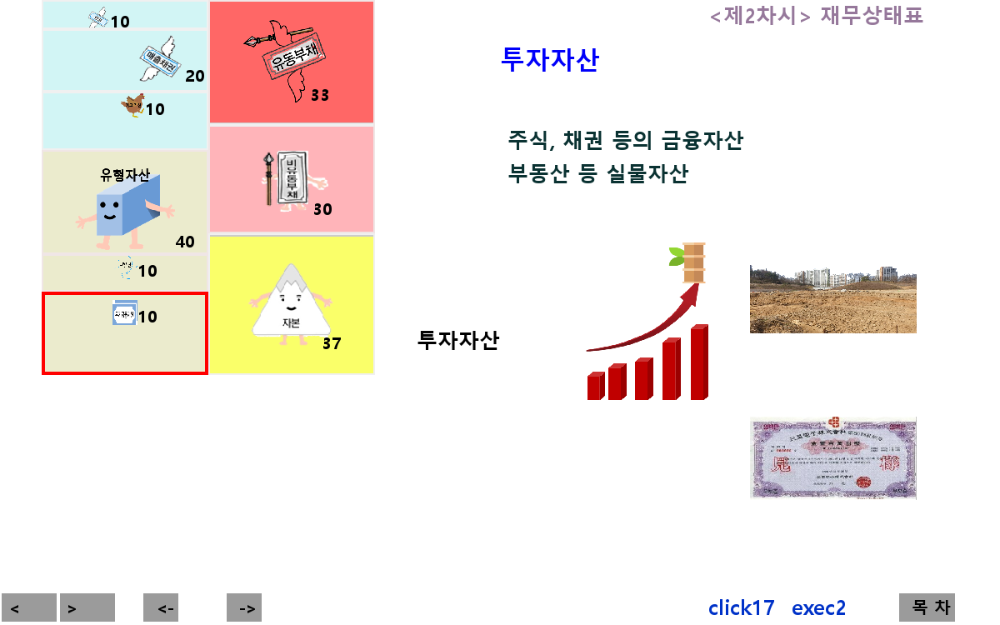 <제2차시> 재무상태표
투자자산
주식, 채권 등의 금융자산
부동산 등 실물자산
10
매출채권
20
10
유형자산
40
10
10
유동부채
33
비유동부채
30
자본
37
투자자산
<
>
<-
->
click17 exec2
목 차